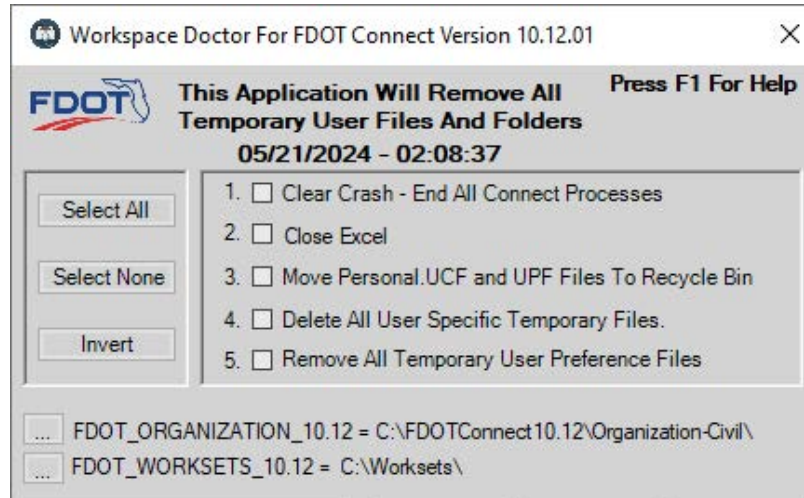 Workspace Doctor For FDOT Connect Version 10.12.01
FDOT
This Application Will Remove All
Temporary User Files And Folders
Press F1 For Help
05/21/2024 - 02:08:37
Select All
Select None
Invert
1. Clear Crash - End All Connect Processes
2. Close Excel
3. Move Personal.UCF and UPF Files To Recycle Bin
4. Delete All User Specific Temporary Files.
5. Remove All Temporary User Preference Files
... FDOT_ORGANIZATION_10.12 = C:\FDOTConnect10.12\Organization-Civil\
... FDOT_WORKSETS_10.12 = C:\Worksets\